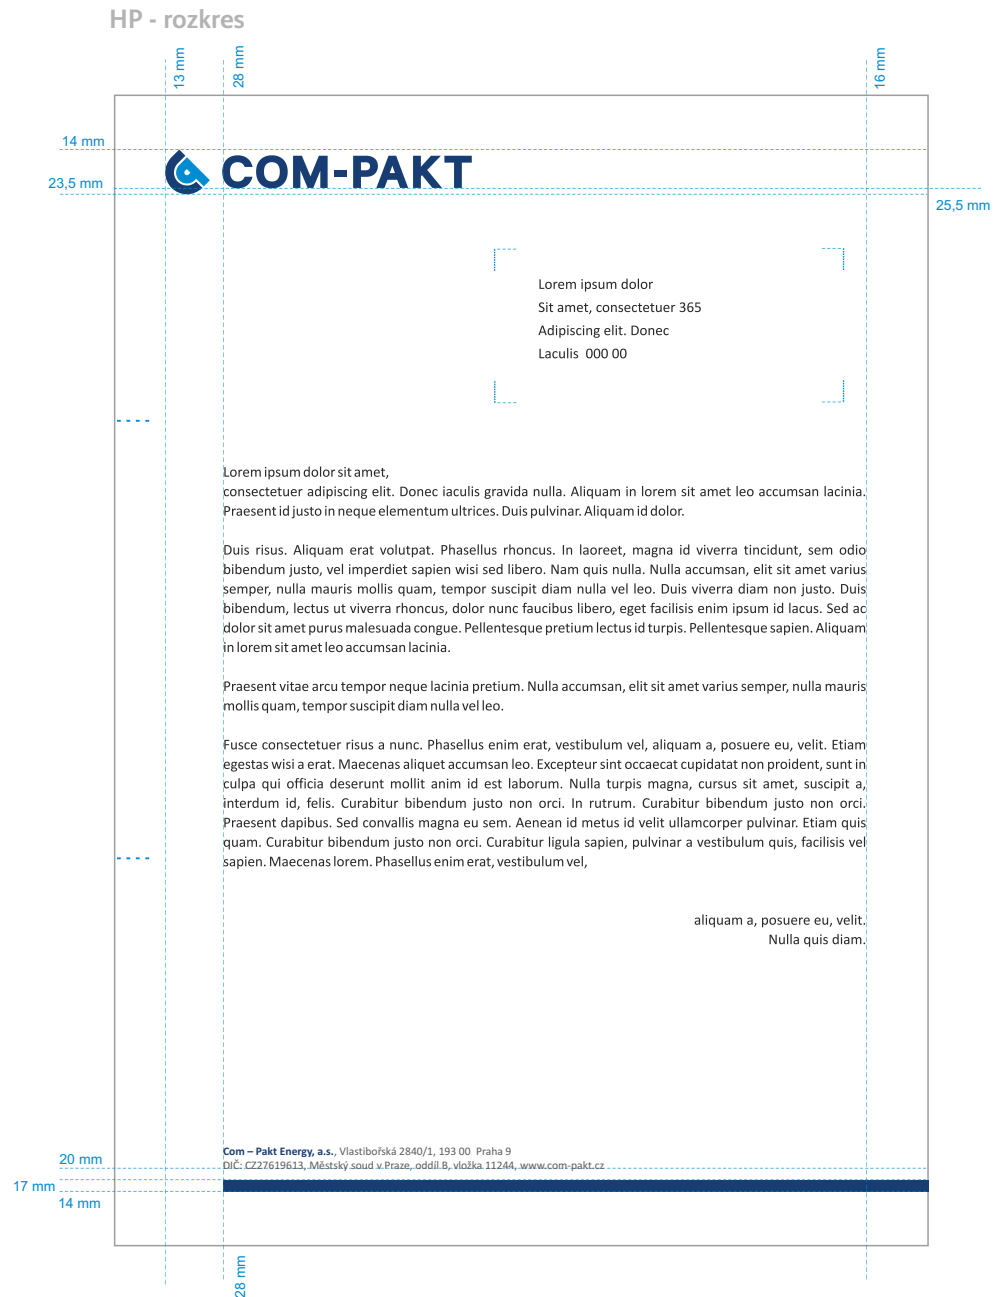 HP - rozkres
13 mm
28 mm
16 mm
14 mm
COM-PAKT
23,5 mm
25,5 mm
Lorem ipsum dolor
Sit amet, consectetuer 365
Adipiscing elit. Donec
Laculis  000 00
Lorem ipsum dolor sit amet,
consectetuer adipiscing elit. Donec iaculis gravida nulla. Aliquam in lorem sit amet leo accumsan lacinia.
Praesent id justo in neque elementum ultrices. Duis pulvinar. Aliquam id dolor.
Duis risus. Aliquam erat volutpat. Phasellus rhoncus. In laoreet, magna id viverra tincidunt, sem odio
bibendum justo, vel imperdiet sapien wisi sed libero. Nam quis nulla. Nulla accumsan, elit sit amet varius
semper, nulla mauris mollis quam, tempor suscipit diam nulla vel leo. Duis viverra diam non justo. Duis
bibendum, lectus ut viverra rhoncus, dolor nunc faucibus libero, eget facilisis enim ipsum id lacus. Sed ac
dolor sit amet purus malesuada congue. Pellentesque pretium lectus id turpis. Pellentesque sapien. Aliquam
in lorem sit amet leo accumsan lacinia.
Praesent vitae arcu tempor neque lacinia pretium. Nulla accumsan, elit sit amet varius semper, nulla mauris
mollis quam, tempor suscipit diam nulla vel leo.
Fusce consectetuer risus a nunc. Phasellus enim erat, vestibulum vel, aliquam a, posuere eu, velit. Etiam
egestas wisi a erat. Maecenas aliquet accumsan leo. Excepteur sint occaecat cupidatat non proident, sunt in
culpa qui officia deserunt mollit anim id est laborum. Nulla turpis magna, cursus sit amet, suscipit a,
interdum id, felis. Curabitur bibendum justo non orci. In rutrum. Curabitur bibendum justo non orci.
Praesent dapibus. Sed convallis magna eu sem. Aenean id metus id velit ullamcorper pulvinar. Etiam quis
quam. Curabitur bibendum justo non orci. Curabitur ligula sapien, pulvinar a vestibulum quis, facilisis vel
sapien. Maecenas lorem. Phasellus enim erat, vestibulum vel,
aliquam a, posuere eu, velit.
Nulla quis diam.
Com – Pakt Energy, a.s., Vlastibořská 2840/1, 193 00  Praha 9
DIČ: CZ27619613, Městský soud v Praze, oddíl B, vložka 11244, www.com-pakt.cz
20 mm
17 mm
14 mm
28 mm